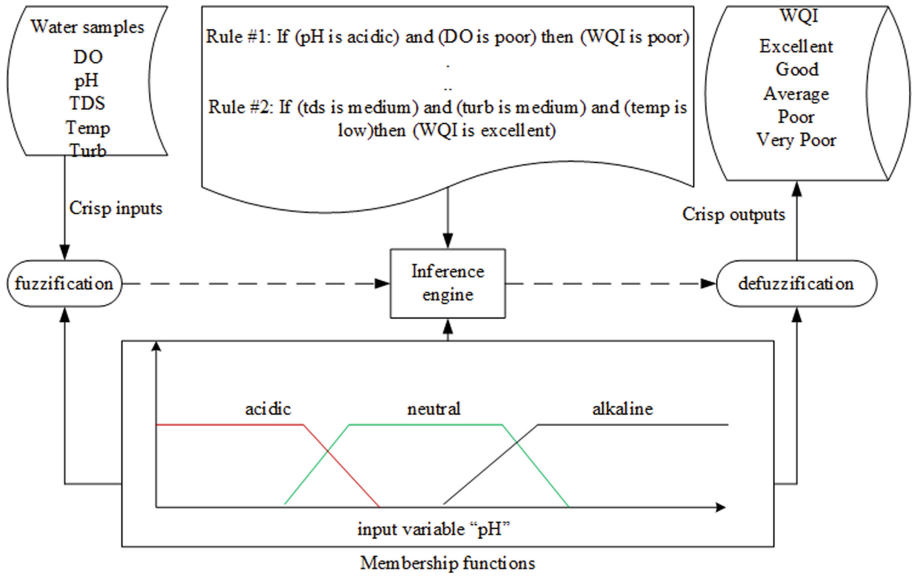 Water samples
DO
pH
TDS
Temp
Turb
Rule #1: If (pH is acidic) and (DO is poor) then (WQI is poor)
.
..
Rule #2: If (tds is medium) and (turb is medium) and (temp is
low)then (WQI is excellent)
WQI
Excellent
Good
Average
Poor
Very Poor
Crisp inputs
Crisp outputs
fuzzification
Inference
engine
defuzzification
acidic
neutral
alkaline
input variable “pH”
Membership functions